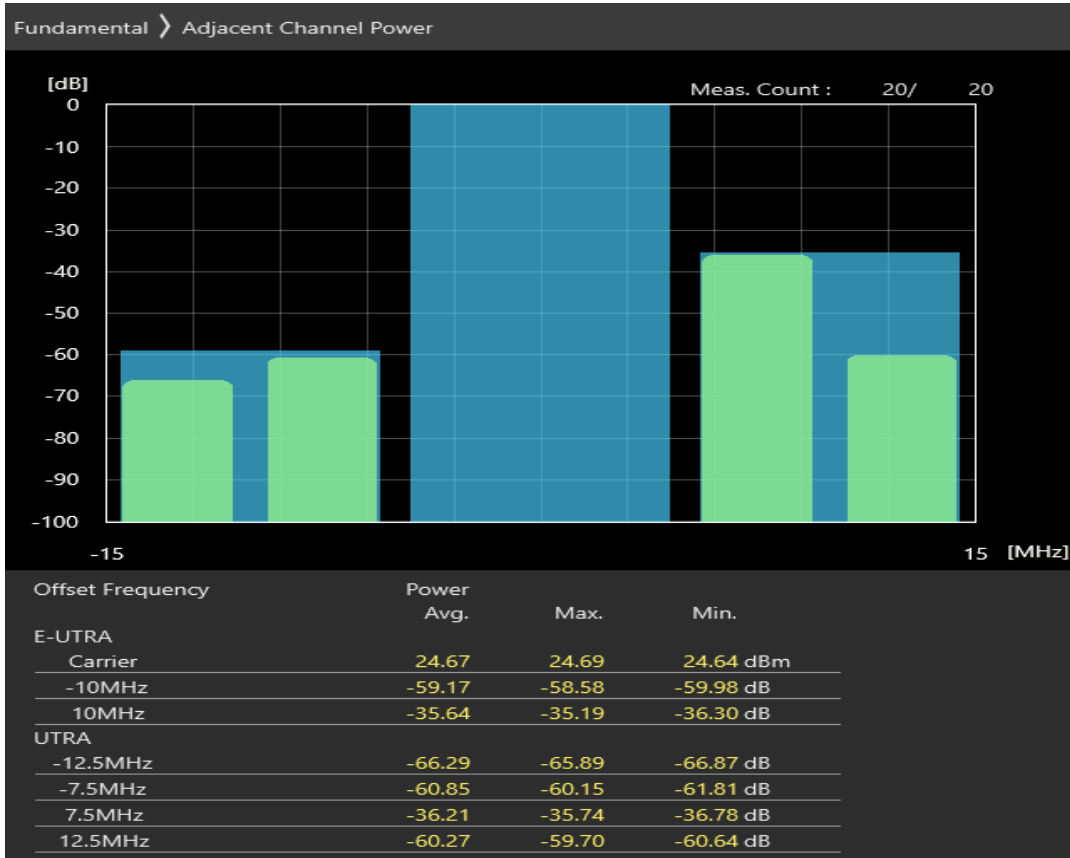 Fundamental 〉 Adjacent Channel Power
[dB]
Meas. Count : 20/ 20
0
-10
-20
-30
-40
-50
-60
-70
-80
-90
-100
-15 15 [MHz]
Offset Frequency Power
Avg. Max. Min.
E-UTRA
Carrier 24.67 24.69 24.64 dBm
-10MHz -59.17 -58.58 -59.98 dB
10MHz -35.64 -35.19 -36.30 dB
UTRA
-12.5MHz -66.29 -65.89 -66.87 dB
-7.5MHz -60.85 -60.15 -61.81 dB
7.5MHz -36.21 -35.74 -36.78 dB
12.5MHz -60.27 -59.70 -60.64 dB